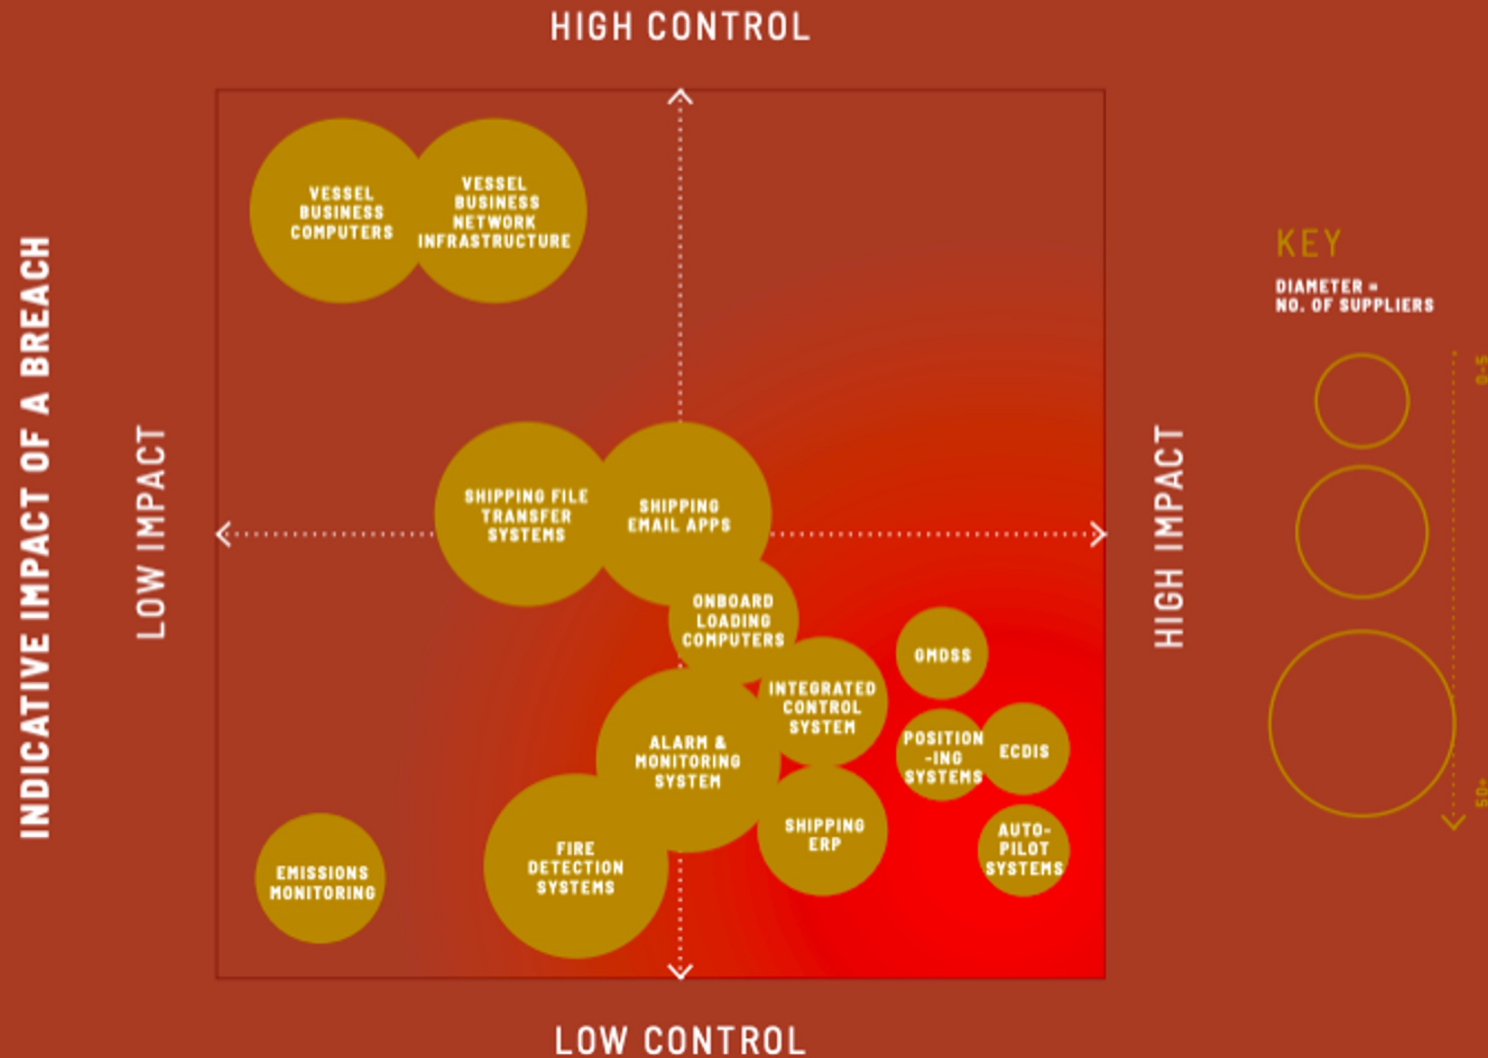 HIGH CONTROL
INDICATIVE IMPACT OF A BREACH
LOW IMPACT
VESSEL
BUSINESS
COMPUTERS
VESSEL
BUSINESS
NETWORK
INFRASTRUCTURE
SHIPPING FILE
TRANSFER
SYSTEMS
SHIPPING
EMAIL APPS
ONBOARD
LOADING
COMPUTERS
GMDSS
INTEGRATED
CONTROL
SYSTEM
POSITION
-ING
SYSTEMS
ECDIS
ALARM &
MONITORING
SYSTEM
SHIPPING
ERP
AUTO-
PILOT
SYSTEMS
FIRE
DETECTION
SYSTEMS
EMISSIONS
MONITORING
HIGH IMPACT
LOW CONTROL
KEY
DIAMETER =
NO. OF SUPPLIERS
0-5
50+